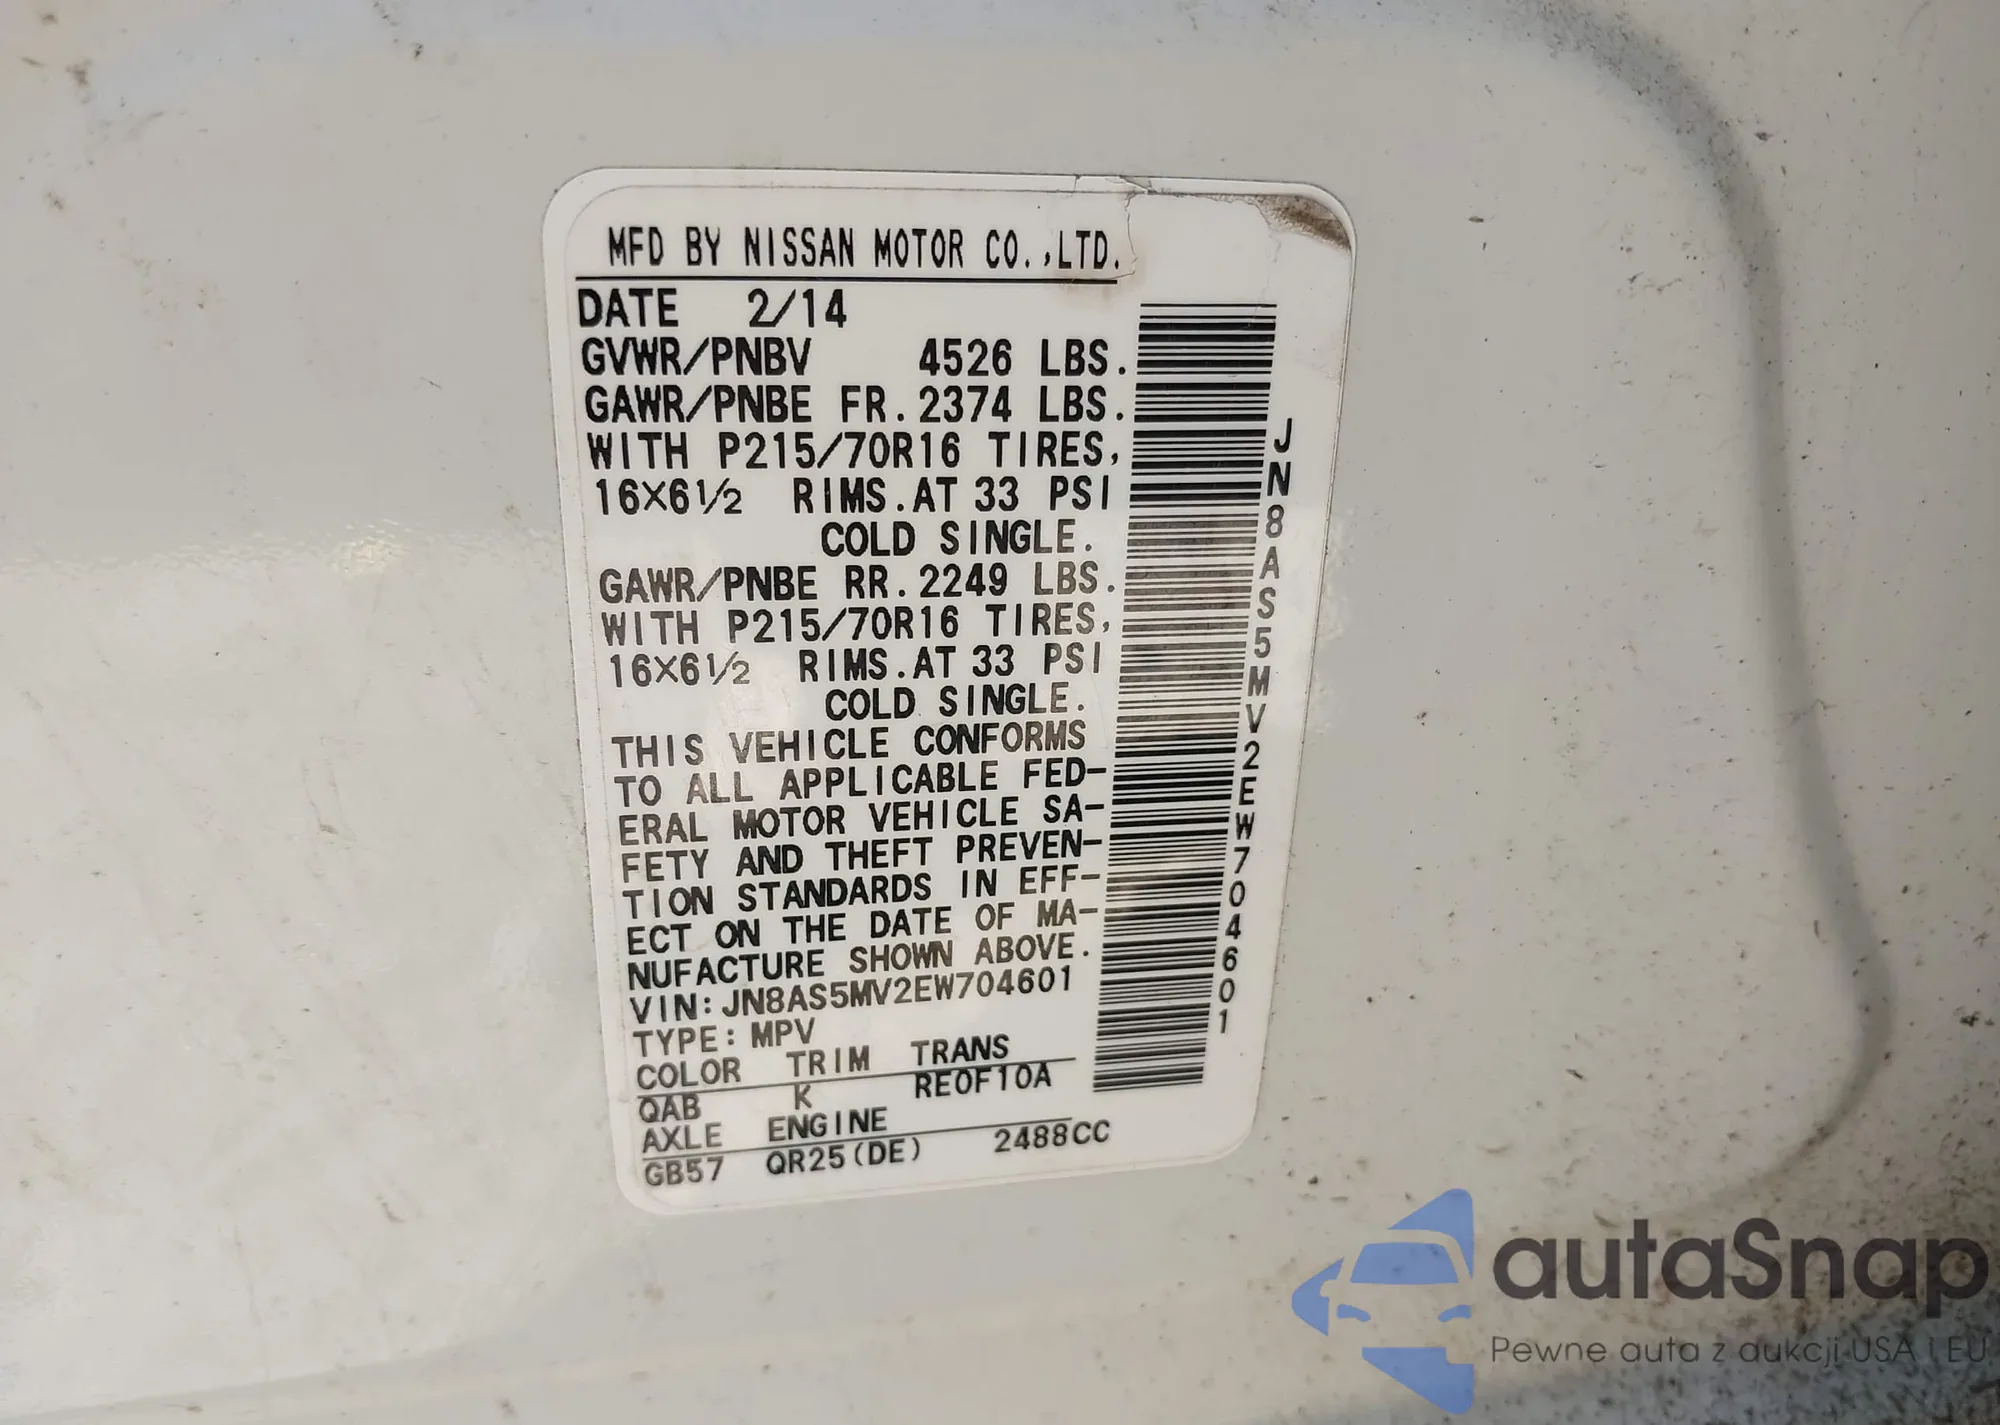 MFD BY NISSAN MOTOR CO.,LTD.
DATE 2/14
GVWR/PNBV 4526 LBS.
GAWR/PNBE FR. 2374 LBS.
WITH P215/70R16 TIRES,
16×6½ RIMS. AT 33 PSI
COLD SINGLE.
GAWR/PNBE RR. 2249 LBS.
WITH P215/70R16 TIRES,
16×6½ RIMS. AT 33 PSI
COLD SINGLE.
THIS VEHICLE CONFORMS
TO ALL APPLICABLE FED-
ERAL MOTOR VEHICLE SA-
FETY AND THEFT PREVEN-
TION STANDARDS IN EFF-
ECT ON THE DATE OF MA-
NUFACTURE SHOWN ABOVE.
VIN: JN8AS5MV2EW704601
TYPE: MPV
COLOR TRIM TRANS
QAB K RE0F10A
AXLE ENGINE
GB57 QR25(DE) 2488CC
JN8AS5MV2EW704601
autaSnap
Pewne auta z aukcji USA i EU